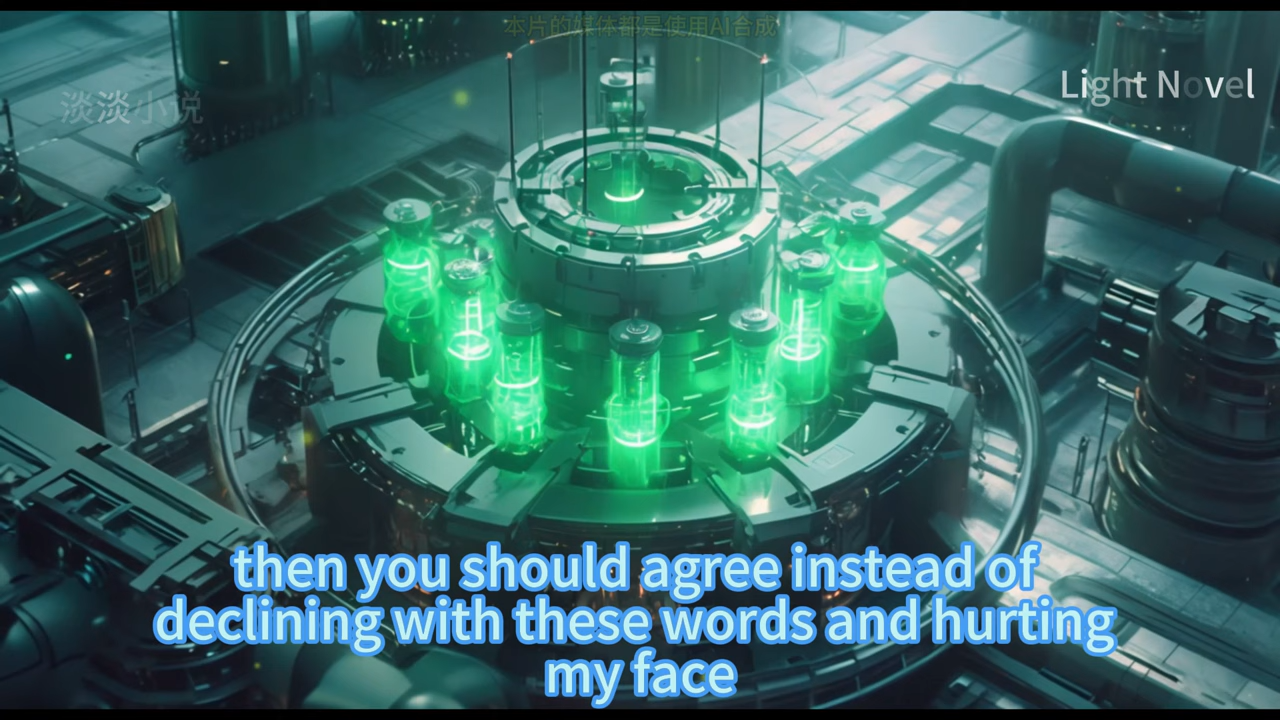 本片的媒体都是使用AI合成
Light Novel
淡淡小说
then you should agree instead of
declining with these words and hurting
my face